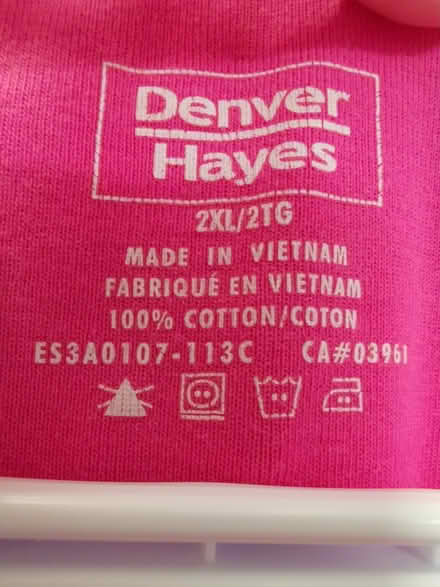 Denver
Hayes
2XL/2TG
MADE IN VIETNAM
FABRIQUÉ EN VIETNAM
100% COTTON/COTON
ES3A0107-113C CA#03961